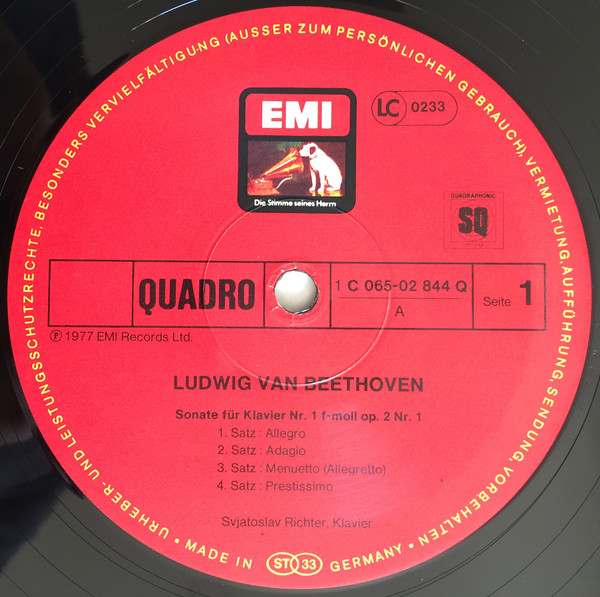 URHEBER- UND LEISTUNGSSCHUTZRECHTE, BESONDERS VERVIELFÄLTIGUNG (AUSSER ZUM PERSÖNLICHEN GEBRAUCH), VERMIETUNG, AUFFÜHRUNG, SENDUNG, VORBEHALTEN
EMI
Die Stimme seines Herrn
LC 0233
QUADRAPHONIC
SQ
QUADRO
1 C 065-02 844 Q
A
Seite 1
℗ 1977 EMI Records Ltd.
LUDWIG VAN BEETHOVEN
Sonate für Klavier Nr. 1 f-moll op. 2 Nr. 1
1. Satz : Allegro
2. Satz : Adagio
3. Satz : Menuetto (Allegretto)
4. Satz : Prestissimo
Svjatoslav Richter, Klavier
• MADE IN ST 33 GERMANY •